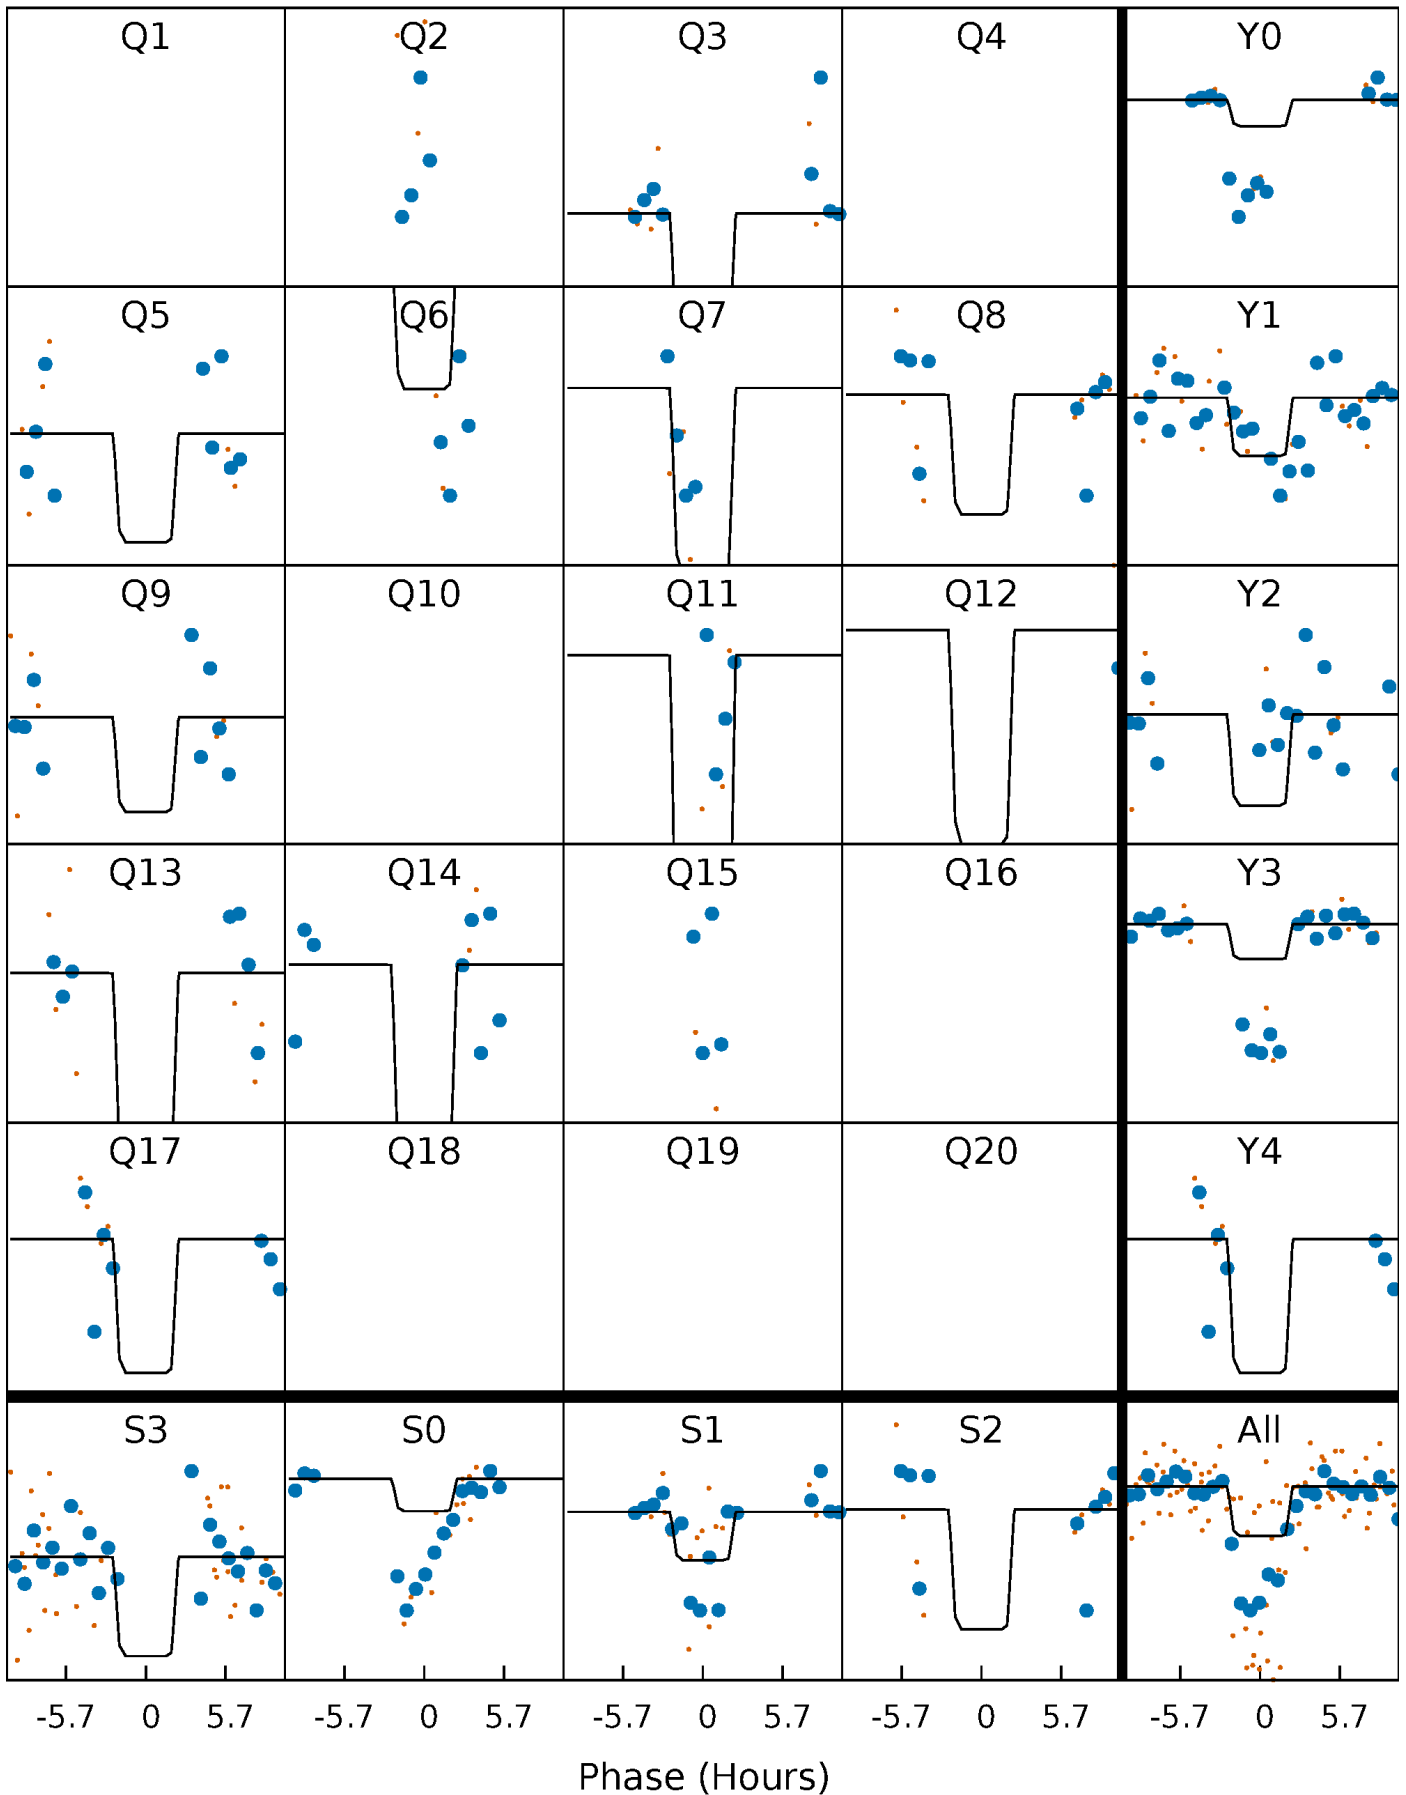 Q1 Q2 Q3 Q4 Y0
Q5 Q6 Q7 Q8 Y1
Q9 Q10 Q11 Q12 Y2
Q13 Q14 Q15 Q16 Y3
Q17 Q18 Q19 Q20 Y4
S3 S0 S1 S2 All
-5.7 0 5.7 -5.7 0 5.7 -5.7 0 5.7 -5.7 0 5.7 -5.7 0 5.7
Phase (Hours)